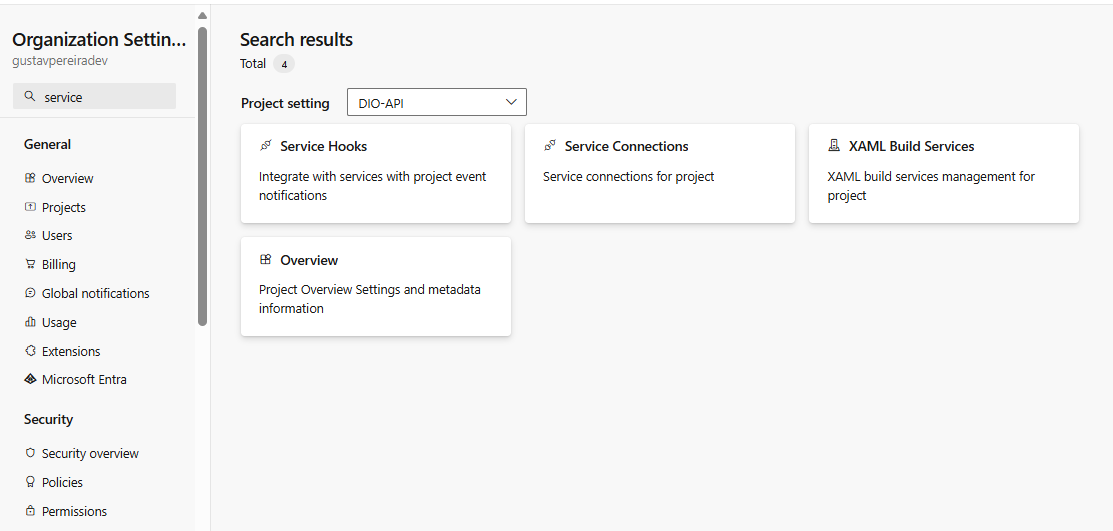 Organization Settin...
gustavpereiradev
service
General
Overview
Projects
Users
Billing
Global notifications
Usage
Extensions
Microsoft Entra
Security
Security overview
Policies
Permissions
Search results
Total 4
Project setting DIO-API
Service Hooks
Integrate with services with project event
notifications
Service Connections
Service connections for project
XAML Build Services
XAML build services management for
project
Overview
Project Overview Settings and metadata
information